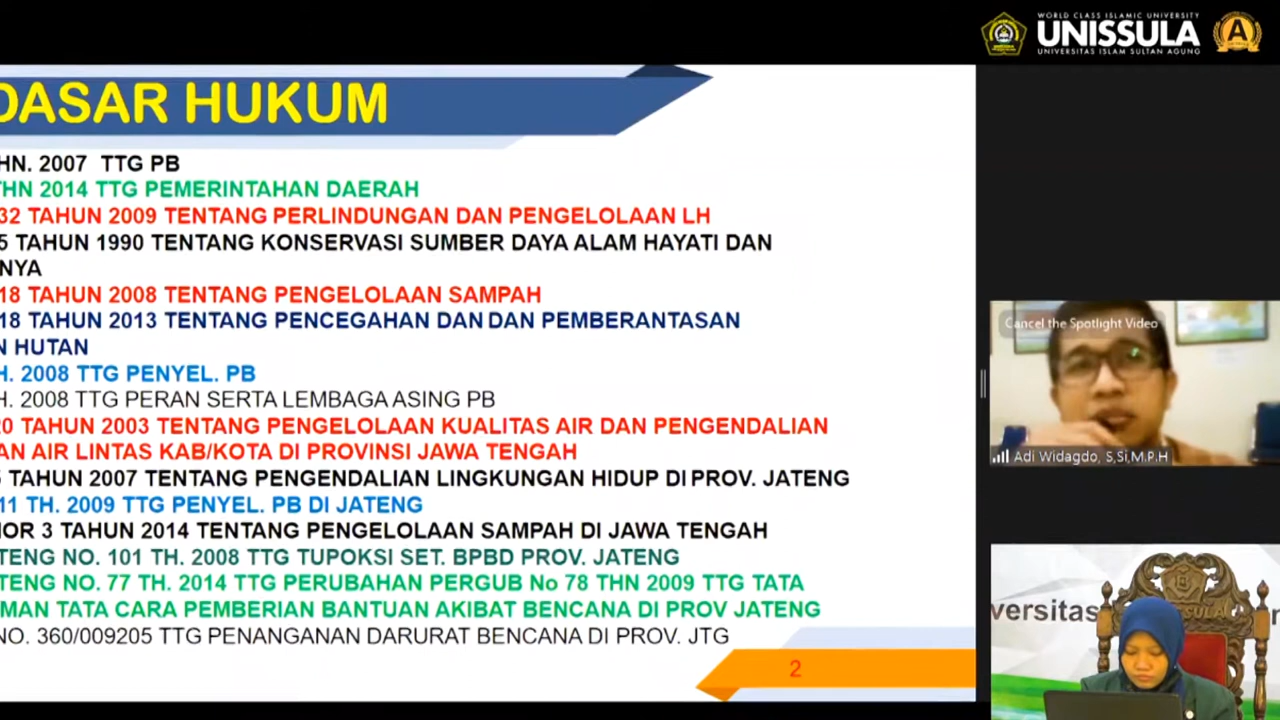 WORLD CLASS ISLAMIC UNIVERSITY
UNISSULA
UNIVERSITAS ISLAM SULTAN AGUNG
A
DASAR HUKUM
HN. 2007 TTG PB
THN 2014 TTG PEMERINTAHAN DAERAH
32 TAHUN 2009 TENTANG PERLINDUNGAN DAN PENGELOLAAN LH
5 TAHUN 1990 TENTANG KONSERVASI SUMBER DAYA ALAM HAYATI DAN
NYA
18 TAHUN 2008 TENTANG PENGELOLAAN SAMPAH
18 TAHUN 2013 TENTANG PENCEGAHAN DAN DAN PEMBERANTASAN
N HUTAN
H. 2008 TTG PENYEL. PB
H. 2008 TTG PERAN SERTA LEMBAGA ASING PB
20 TAHUN 2003 TENTANG PENGELOLAAN KUALITAS AIR DAN PENGENDALIAN
AN AIR LINTAS KAB/KOTA DI PROVINSI JAWA TENGAH
5 TAHUN 2007 TENTANG PENGENDALIAN LINGKUNGAN HIDUP DI PROV. JATENG
11 TH. 2009 TTG PENYEL. PB DI JATENG
OR 3 TAHUN 2014 TENTANG PENGELOLAAN SAMPAH DI JAWA TENGAH
TENG NO. 101 TH. 2008 TTG TUPOKSI SET. BPBD PROV. JATENG
TENG NO. 77 TH. 2014 TTG PERUBAHAN PERGUB No 78 THN 2009 TTG TATA
MAN TATA CARA PEMBERIAN BANTUAN AKIBAT BENCANA DI PROV JATENG
NO. 360/009205 TTG PENANGANAN DARURAT BENCANA DI PROV. JTG
2
Cancel the Spotlight Video
Adi Widagdo, S,Si,M.P.H
versitas
UNISSULA